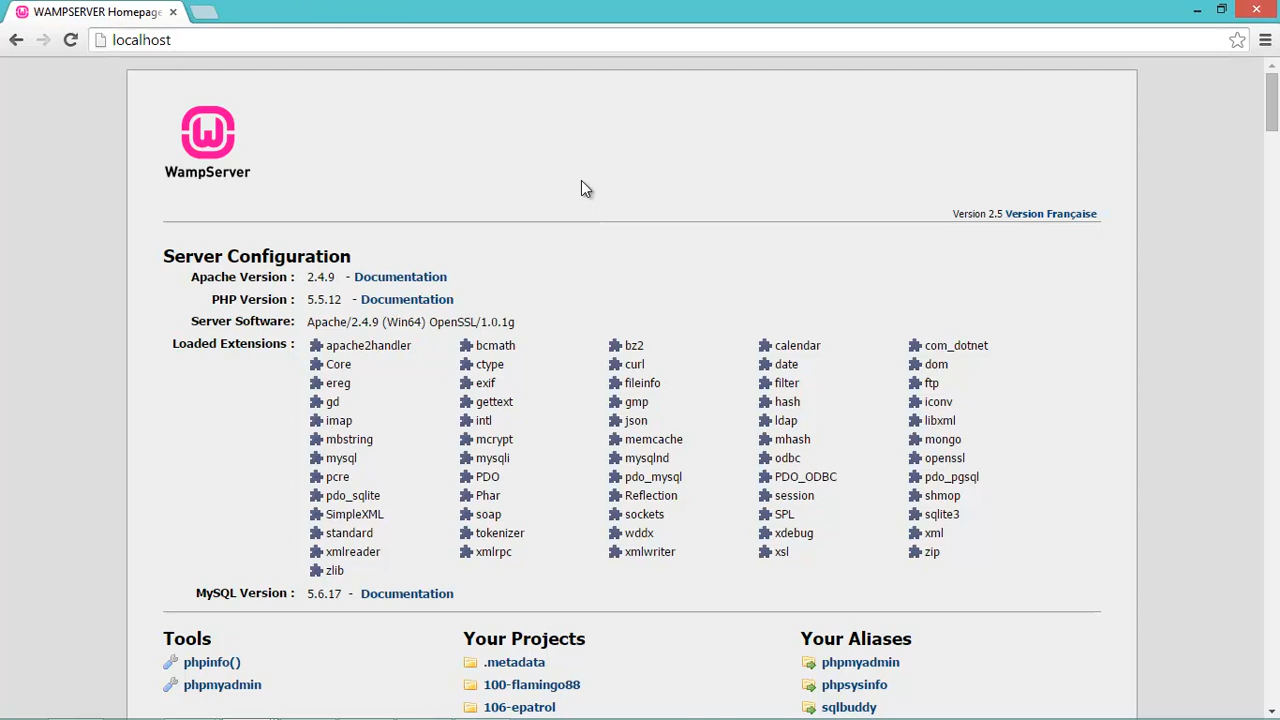 WAMPSERVER Homepage
localhost
W
WampServer
Version 2.5 Version Française
Server Configuration
Apache Version : 2.4.9 - Documentation
PHP Version : 5.5.12 - Documentation
Server Software: Apache/2.4.9 (Win64) OpenSSL/1.0.1g
Loaded Extensions : apache2handler bcmath bz2 calendar com_dotnet
Core ctype curl date dom
ereg exif fileinfo filter ftp
gd gettext gmp hash iconv
imap intl json ldap libxml
mbstring mcrypt memcache mhash mongo
mysql mysqli mysqlnd odbc openssl
pcre PDO pdo_mysql PDO_ODBC pdo_pgsql
pdo_sqlite Phar Reflection session shmop
SimpleXML soap sockets SPL sqlite3
standard tokenizer wddx xdebug xml
xmlreader xmlrpc xmlwriter xsl zip
zlib
MySQL Version : 5.6.17 - Documentation
Tools Your Projects Your Aliases
phpinfo() .metadata phpmyadmin
phpmyadmin 100-flamingo88 phpsysinfo
106-epatrol sqlbuddy